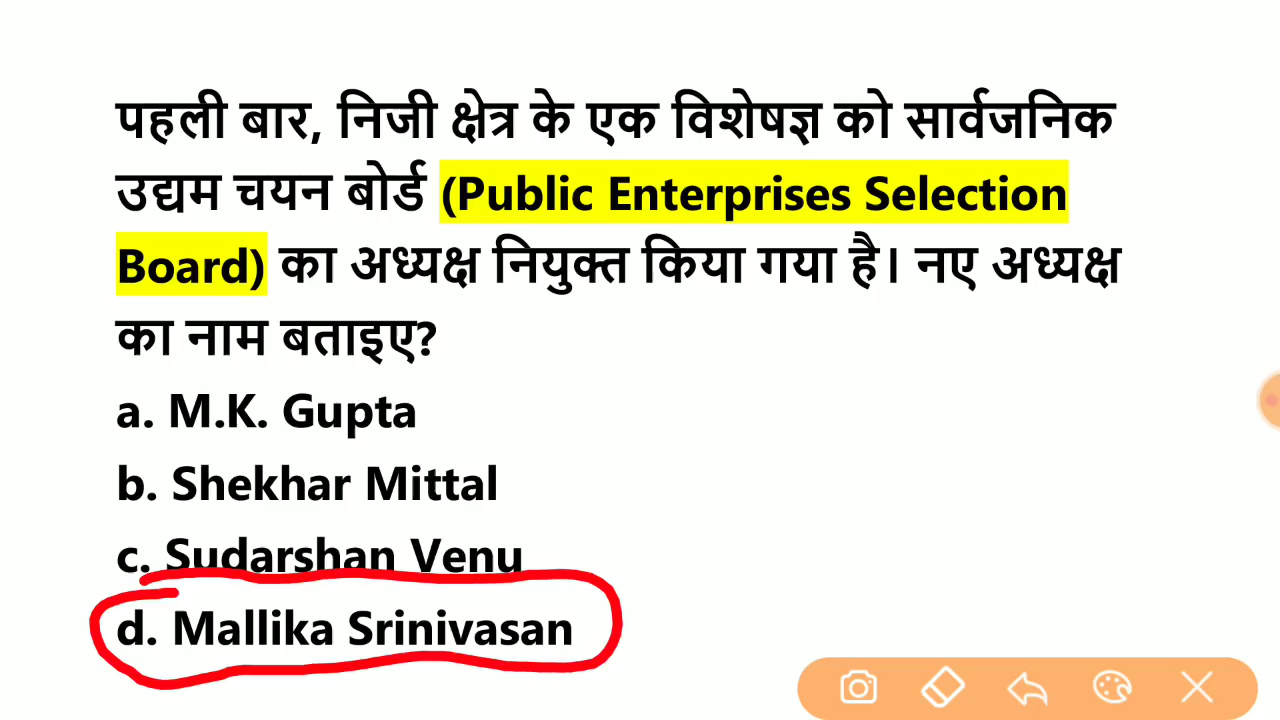 पहली बार, निजी क्षेत्र के एक विशेषज्ञ को सार्वजनिक
उद्यम चयन बोर्ड (Public Enterprises Selection
Board) का अध्यक्ष नियुक्त किया गया है। नए अध्यक्ष
का नाम बताइए?
a. M.K. Gupta
b. Shekhar Mittal
c. Sudarshan Venu
d. Mallika Srinivasan